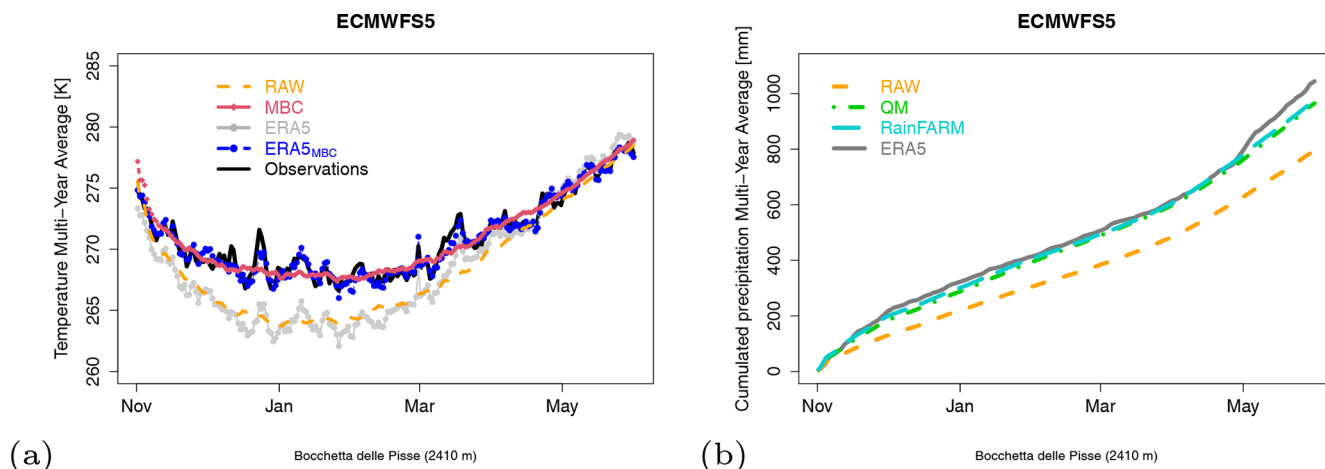 ECMWFS5
Temperature Multi−Year Average [K]
285
280
275
270
265
260
RAW
MBC
ERA5
ERA5MBC
Observations
Nov
Jan
Mar
May
(a)
Bocchetta delle Pisse (2410 m)
ECMWFS5
Cumulated precipitation Multi−Year Average [mm]
1000
800
600
400
200
0
RAW
QM
RainFARM
ERA5
Nov
Jan
Mar
May
(b)
Bocchetta delle Pisse (2410 m)